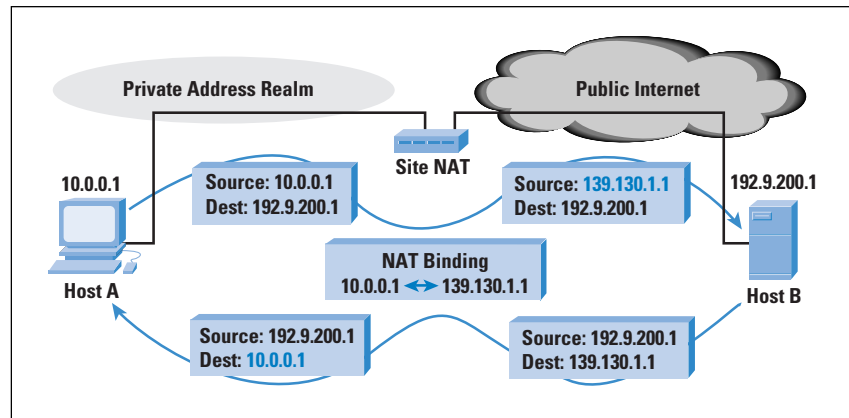 Private Address Realm
Public Internet
Site NAT
10.0.0.1
Source: 10.0.0.1
Dest: 192.9.200.1
Source: 139.130.1.1
Dest: 192.9.200.1
192.9.200.1
NAT Binding
10.0.0.1 139.130.1.1
Host A
Host B
Source: 192.9.200.1
Dest: 10.0.0.1
Source: 192.9.200.1
Dest: 139.130.1.1